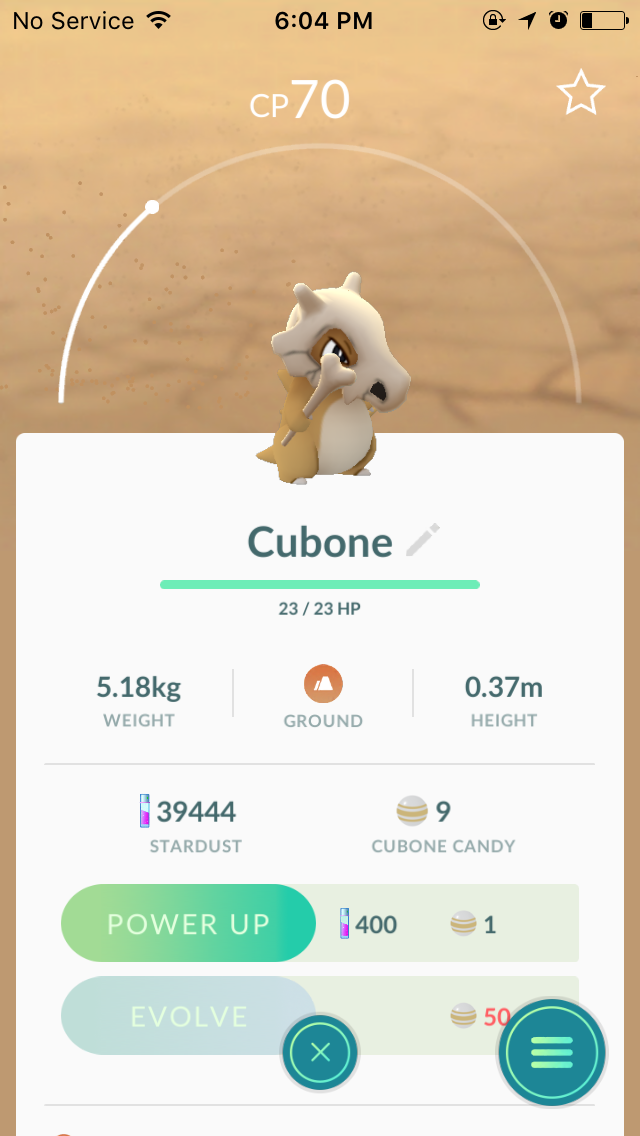 No Service 6:04 PM
CP70
Cubone
23 / 23 HP
5.18kg 0.37m
WEIGHT GROUND HEIGHT
39444 9
STARDUST CUBONE CANDY
POWER UP 400 1
EVOLVE 50